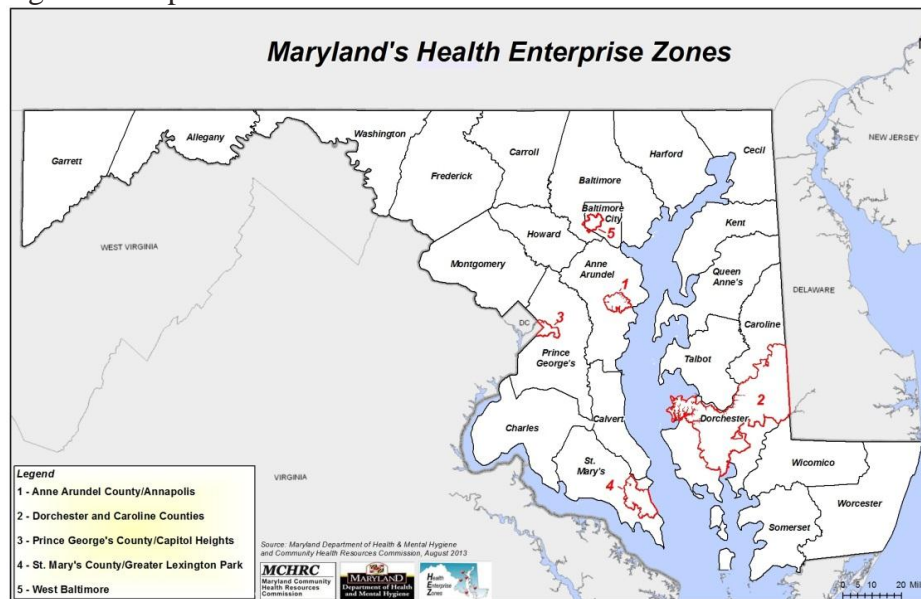 Maryland's Health Enterprise Zones
Garrett
Allegany
Washington
Frederick
Carroll
Baltimore
Harford
Cecil
NEW JERSEY
Baltimore
City
5
Kent
Howard
WEST VIRGINIA
Montgomery
Anne
Arundel
1
Queen
Anne's
DELAWARE
3
DC
Prince
George's
Caroline
Talbot
2
Dorchester
Calvert
Charles
St.
Mary's
4
Wicomico
Worcester
Somerset
VIRGINIA
Legend
1 - Anne Arundel County/Annapolis
2 - Dorchester and Caroline Counties
3 - Prince George's County/Capitol Heights
4 - St. Mary's County/Greater Lexington Park
5 - West Baltimore
Source: Maryland Department of Health & Mental Hygiene
and Community Health Resources Commission, August 2013
MCHRC
Maryland Community
Health Resources
Commission
MARYLAND
Department of Health
and Mental Hygiene
Health
Enterprise
Zones
0 5 10 20 Mil